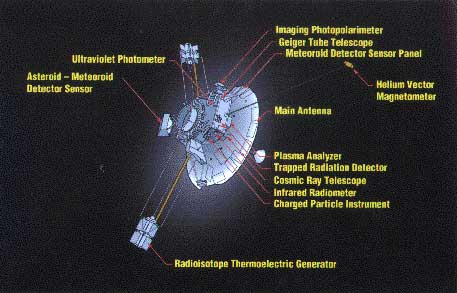 Imaging Photopolarimeter
Geiger Tube Telescope
Meteoroid Detector Sensor Panel
Ultraviolet Photometer
Asteroid – Meteoroid
Detector Sensor
Helium Vector
Magnetometer
Main Antenna
Plasma Analyzer
Trapped Radiation Detector
Cosmic Ray Telescope
Infrared Radiometer
Charged Particle Instrument
Radioisotope Thermoelectric Generator